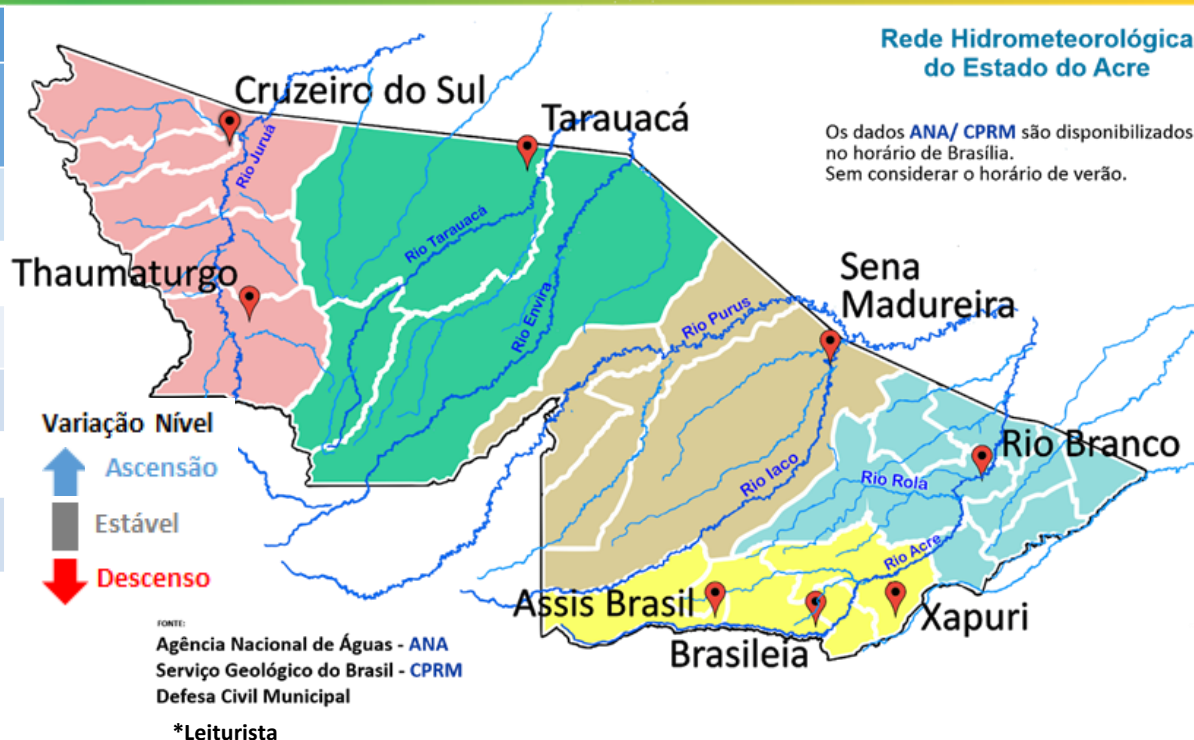 Rede Hidrometeorológica
do Estado do Acre
Os dados ANA/ CPRM são disponibilizados
no horário de Brasília.
Sem considerar o horário de verão.
Cruzeiro do Sul
Tarauacá
Rio Juruá
Rio Tarauacá
Thaumaturgo
Rio Envira
Sena
Madureira
Rio Purus
Variação Nível
Ascensão
Estável
Descenso
Rio Branco
Rio Iaco
Rio Rola
Rio Acre
Assis Brasil
Brasileia
Xapuri
FONTE:
Agência Nacional de Águas - ANA
Serviço Geológico do Brasil - CPRM
Defesa Civil Municipal
*Leiturista